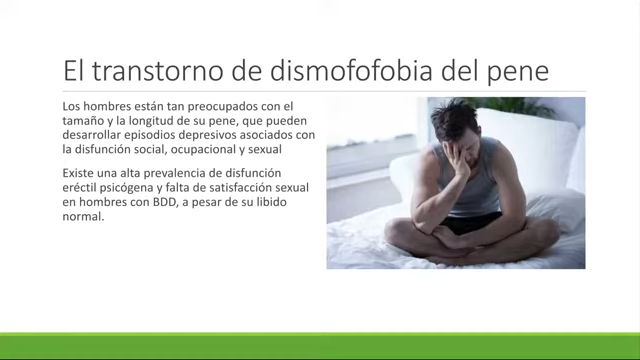 El transtorno de dismofofobia del pene
Los hombres están tan preocupados con el
tamaño y la longitud de su pene, que pueden
desarrollar episodios depresivos asociados con
la disfunción social, ocupacional y sexual
Existe una alta prevalencia de disfunción
eréctil psicógena y falta de satisfacción sexual
en hombres con BDD, a pesar de su libido
normal.